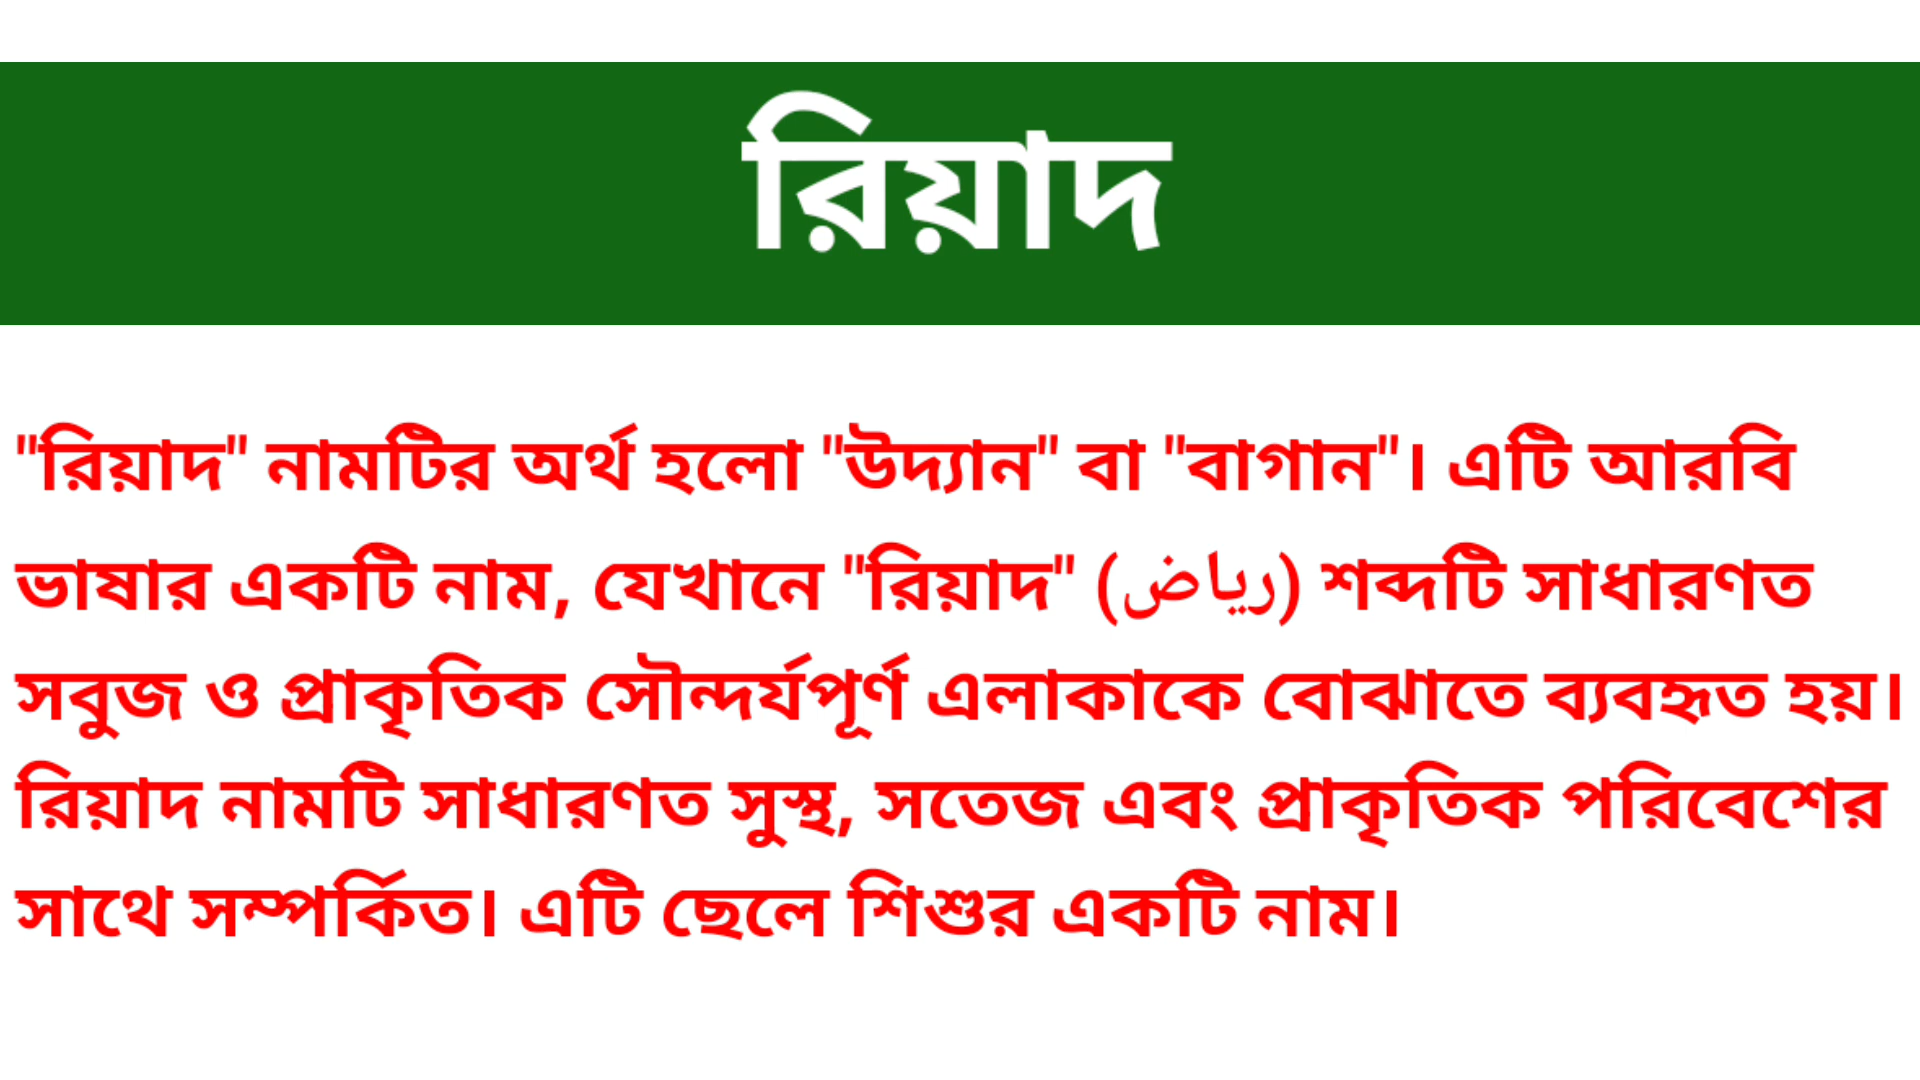 রিয়াদ
"রিয়াদ" নামটির অর্থ হলো "উদ্যান" বা "বাগান"। এটি আরবি
ভাষার একটি নাম, যেখানে "রিয়াদ" (رياض) শব্দটি সাধারণত
সবুজ ও প্রাকৃতিক সৌন্দর্যপূর্ণ এলাকাকে বোঝাতে ব্যবহৃত হয়।
রিয়াদ নামটি সাধারণত সুস্থ, সতেজ এবং প্রাকৃতিক পরিবেশের
সাথে সম্পর্কিত। এটি ছেলে শিশুর একটি নাম।